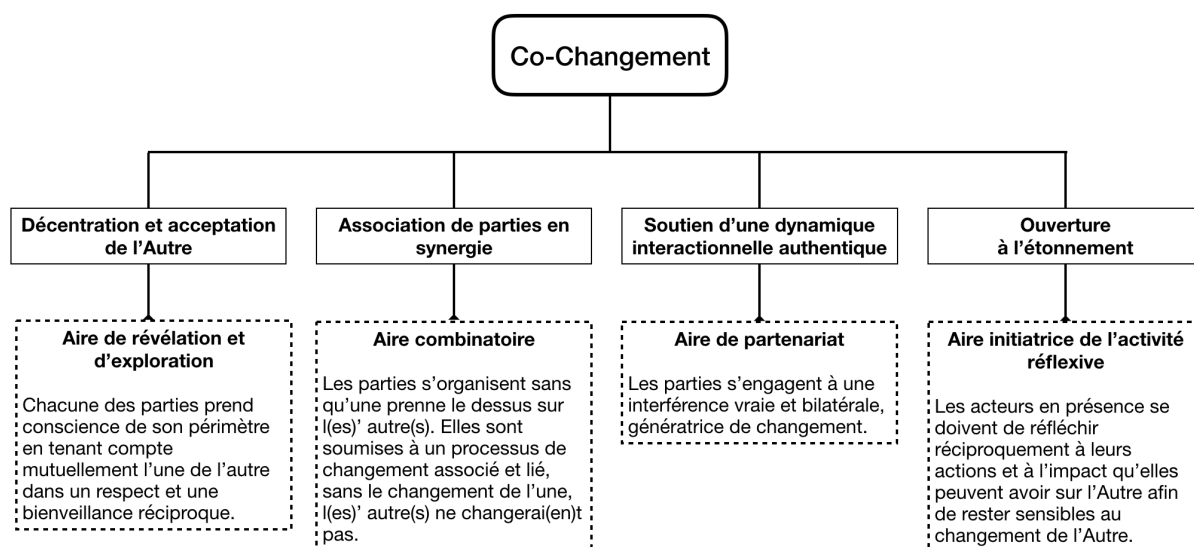 Co-Changement
Décentration et acceptation
de l’Autre
Association de parties en
synergie
Soutien d’une dynamique
interactionnelle authentique
Ouverture
à l’étonnement
Aire de révélation et
d’exploration
Chacune des parties prend
conscience de son périmètre
en tenant compte
mutuellement l’une de l’autre
dans un respect et une
bienveillance réciproque.
Aire combinatoire
Les parties s’organisent sans
qu’une prenne le dessus sur
l(es)’ autre(s). Elles sont
soumises à un processus de
changement associé et lié,
sans le changement de l’une,
l(es)’ autre(s) ne changerai(en)t
pas.
Aire de partenariat
Les parties s’engagent à une
interférence vraie et bilatérale,
génératrice de changement.
Aire initiatrice de l’activité
réflexive
Les acteurs en présence se
doivent de réfléchir
réciproquement à leurs
actions et à l’impact qu’elles
peuvent avoir sur l’Autre afin
de rester sensibles au
changement de l’Autre.